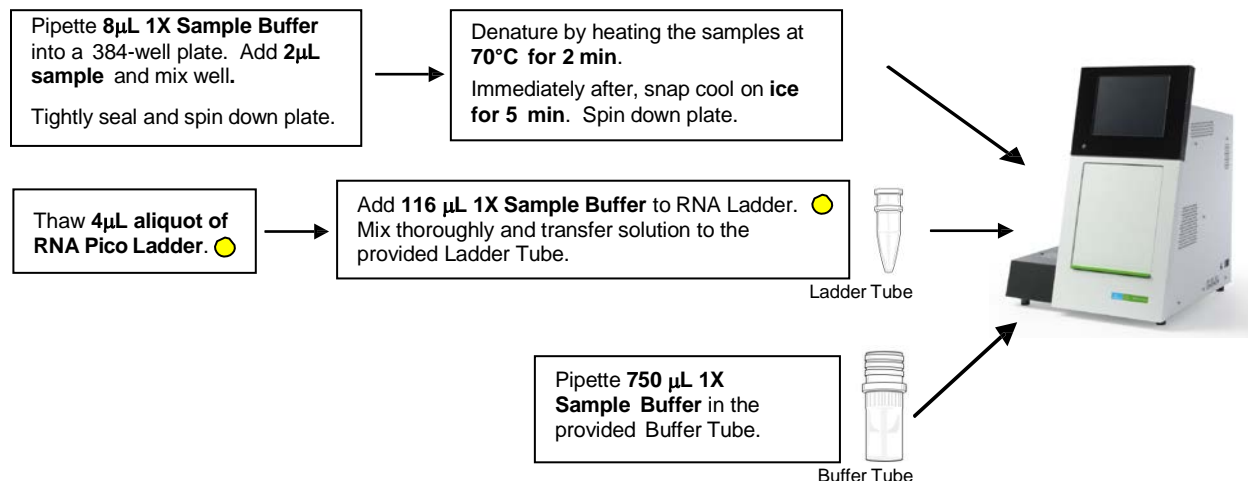 Pipette 8μL 1X Sample Buffer
into a 384-well plate. Add 2μL
sample and mix well.
Tightly seal and spin down plate.
Denature by heating the samples at
70°C for 2 min.
Immediately after, snap cool on ice
for 5 min. Spin down plate.
Thaw 4μL aliquot of
RNA Pico Ladder.
Add 116 μL 1X Sample Buffer to RNA Ladder.
Mix thoroughly and transfer solution to the
provided Ladder Tube.
Ladder Tube
Pipette 750 μL 1X
Sample Buffer in the
provided Buffer Tube.
Buffer Tube